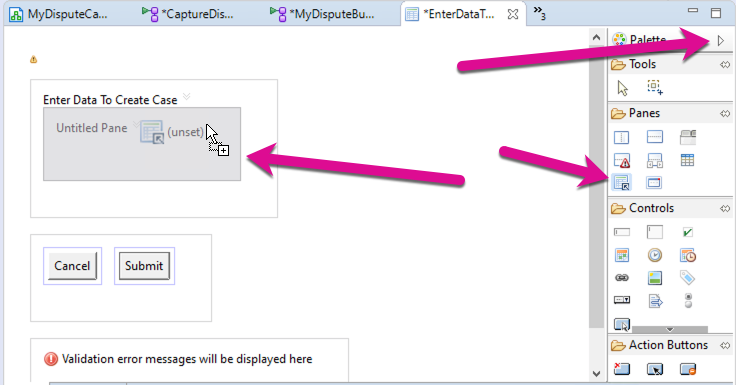 MyDisputeCa... *CaptureDis... *MyDisputeBu... *EnterDataT... »3
Palette
Tools
Enter Data To Create Case
Untitled Pane (unset)
Panes
Controls
Cancel Submit
Validation error messages will be displayed here
Action Buttons